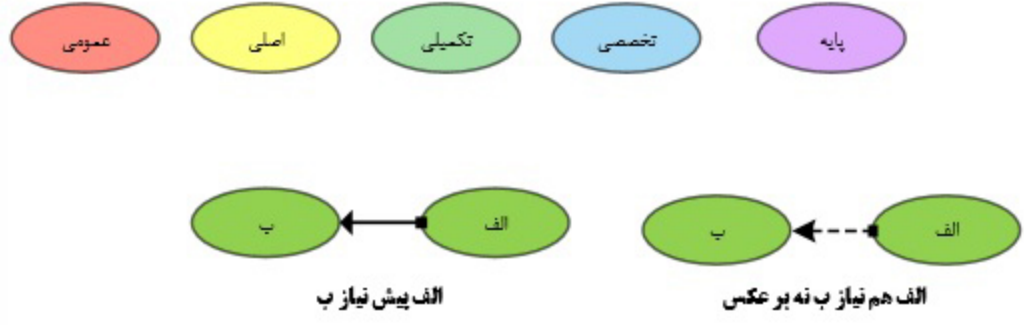 پایه
تخصصی
تکمیلی
اصلی
عمومی
الف
ب
الف هم نیاز ب نه بر عکس
الف
ب
الف پیش نیاز ب